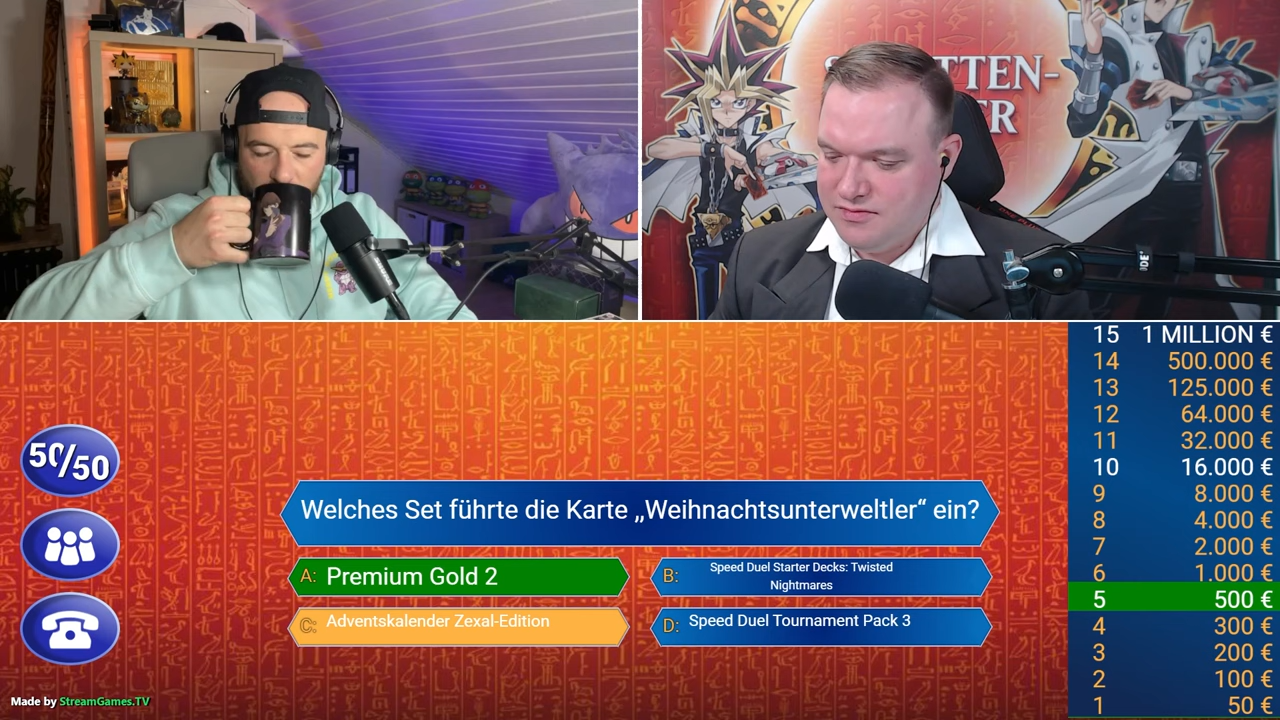 TTEN-
R
50/50
Welches Set führte die Karte „Weihnachtsunterweltler“ ein?
A: Premium Gold 2
B: Speed Duel Starter Decks: Twisted
Nightmares
C: Adventskalender Zexal-Edition
D: Speed Duel Tournament Pack 3
15 1 MILLION €
14 500.000 €
13 125.000 €
12 64.000 €
11 32.000 €
10 16.000 €
9 8.000 €
8 4.000 €
7 2.000 €
6 1.000 €
5 500 €
4 300 €
3 200 €
2 100 €
1 50 €
Made by StreamGames.TV